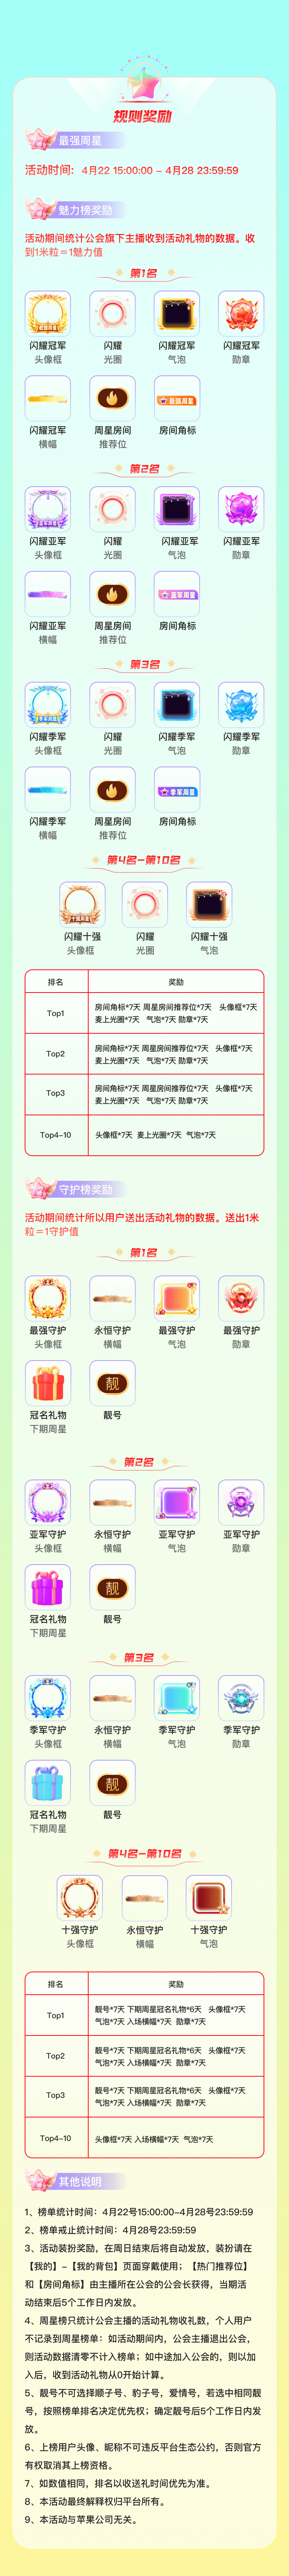 规则奖励
最强周星
活动时间：4月22 15:00:00 - 4月28 23:59:59
魅力榜奖励
活动期间统计公会旗下主播收到活动礼物的数据。收
到1米粒=1魅力值
第1名
闪耀冠军 闪耀 闪耀冠军 闪耀冠军
头像框 光圈 气泡 勋章
最强周星
闪耀冠军 周星房间 房间角标
横幅 推荐位
第2名
闪耀亚军 闪耀 闪耀亚军 闪耀亚军
头像框 光圈 气泡 勋章
亚军周星
闪耀亚军 周星房间 房间角标
横幅 推荐位
第3名
闪耀季军 闪耀 闪耀季军 闪耀季军
头像框 光圈 气泡 勋章
季军周星
闪耀季军 周星房间 房间角标
横幅 推荐位
第4名-第10名
闪耀十强 闪耀 闪耀十强
头像框 光圈 气泡
排名 奖励
Top1 房间角标*7天 周星房间推荐位*7天 头像框*7天
麦上光圈*7天 气泡*7天 勋章*7天
Top2 房间角标*7天 周星房间推荐位*7天 头像框*7天
麦上光圈*7天 气泡*7天 勋章*7天
Top3 房间角标*7天 周星房间推荐位*7天 头像框*7天
麦上光圈*7天 气泡*7天 勋章*7天
Top4-10 头像框*7天 麦上光圈*7天 气泡*7天
守护榜奖励
活动期间统计所以用户送出活动礼物的数据。送出1米
粒=1守护值
第1名
最强守护 永恒守护 最强守护 最强守护
头像框 横幅 气泡 勋章
靓
冠名礼物 靓号
下期周星
第2名
亚军守护 永恒守护 亚军守护 亚军守护
头像框 横幅 气泡 勋章
靓
冠名礼物 靓号
下期周星
第3名
季军守护 永恒守护 季军守护 季军守护
头像框 横幅 气泡 勋章
靓
冠名礼物 靓号
下期周星
第4名-第10名
十强守护 永恒守护 十强守护
头像框 横幅 气泡
排名 奖励
Top1 靓号*7天 下期周星冠名礼物*6天 头像框*7天
气泡*7天 入场横幅*7天 勋章*7天
Top2 靓号*7天 下期周星冠名礼物*6天 头像框*7天
气泡*7天 入场横幅*7天 勋章*7天
Top3 靓号*7天 下期周星冠名礼物*6天 头像框*7天
气泡*7天 入场横幅*7天 勋章*7天
Top4-10 头像框*7天 入场横幅*7天 气泡*7天
其他说明
1、榜单统计时间：4月22号15:00:00-4月28号23:59:59
2、榜单戒止统计时间：4月28号23:59:59
3、活动装扮奖励，在周日结束后将自动发放，装扮请在
【我的】-【我的背包】页面穿戴使用；【热门推荐位】
和【房间角标】由主播所在公会的公会长获得，当期活
动结束后5个工作日内发放。
4、周星榜只统计公会主播的活动礼物收礼数，个人用户
不记录到周星榜单：如活动期间内，公会主播退出公会，
则活动数据清零不计入榜单；如中途加入公会的，则以加
入后，收到活动礼物从0开始计算。
5、靓号不可选择顺子号、豹子号，爱情号，若选中相同靓
号，按照榜单排名决定优先权；确定靓号后5个工作日内发
放。
6、上榜用户头像、昵称不可违反平台生态公约，否则官方
有权取消其上榜资格。
7、如数值相同，排名以收送礼时间优先为准。
8、本活动最终解释权归平台所有。
9、本活动与苹果公司无关。